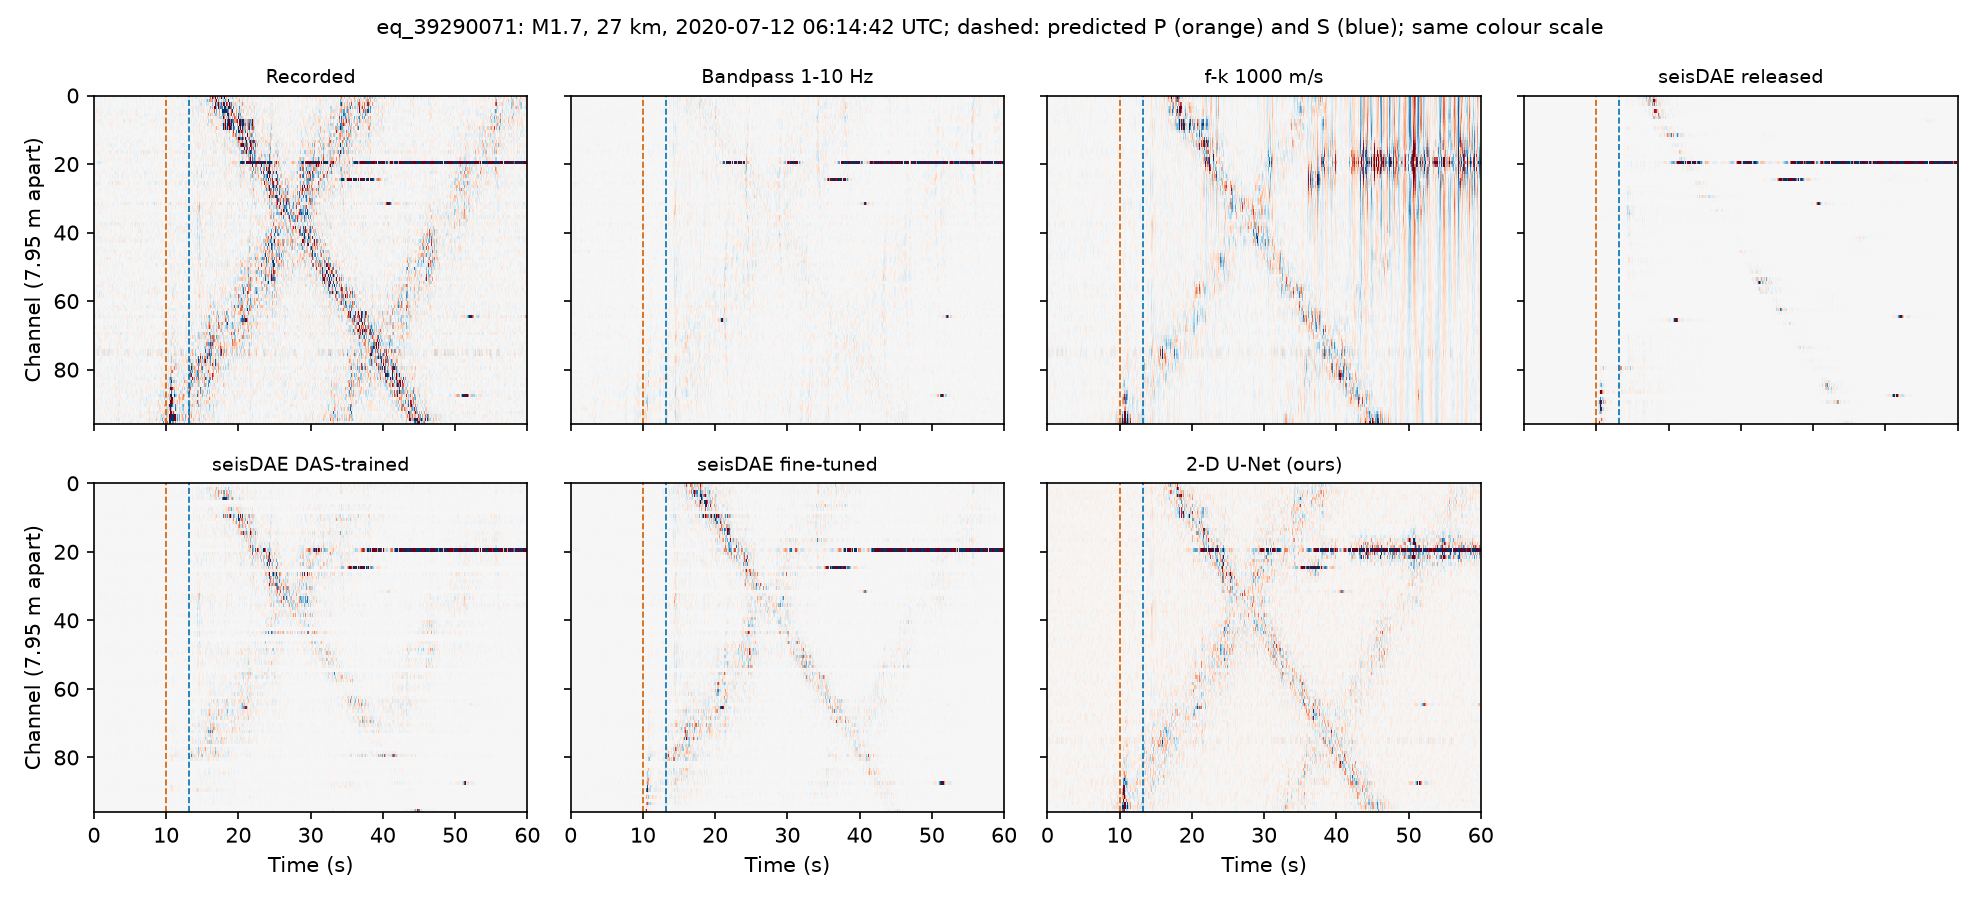 eq_39290071: M1.7, 27 km, 2020-07-12 06:14:42 UTC; dashed: predicted P (orange) and S (blue); same colour scale
Recorded
Bandpass 1-10 Hz
f-k 1000 m/s
seisDAE released
0
20
40
60
80
Channel (7.95 m apart)
seisDAE DAS-trained
seisDAE fine-tuned
2-D U-Net (ours)
0
20
40
60
80
Channel (7.95 m apart)
0 10 20 30 40 50 60
0 10 20 30 40 50 60
0 10 20 30 40 50 60
Time (s)
Time (s)
Time (s)